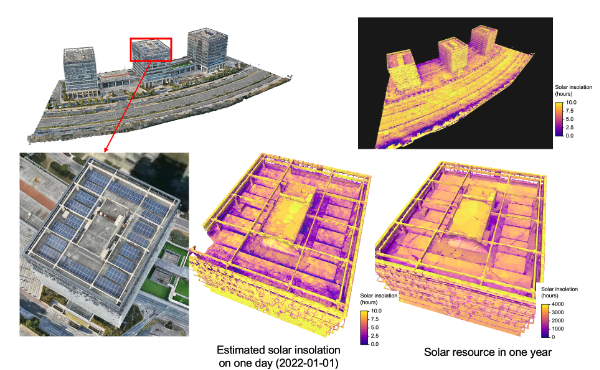 Solar insolation
(hours)
10.0
7.5
5.0
2.5
0.0
Solar insolation
(hours)
10.0
7.5
5.0
2.5
0.0
Solar insolation
(hours)
4000
3000
2000
1000
0
Estimated solar insolation
on one day (2022-01-01)
Solar resource in one year